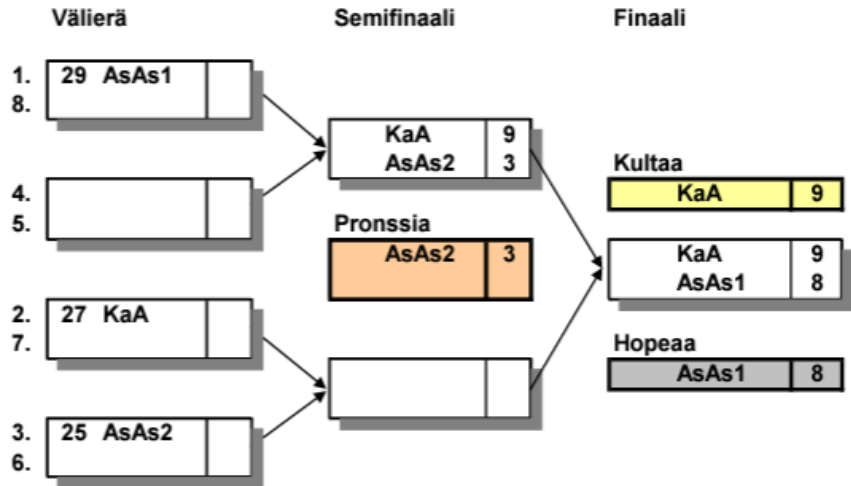 Välierä
Semifinaali
Finaali
1.
8.
29 AsAs1
4.
5.
2.
7.
27 KaA
3.
6.
25 AsAs2
KaA 9
AsAs2 3
Pronssia
AsAs2 3
Kultaa
KaA 9
KaA 9
AsAs1 8
Hopeaa
AsAs1 8